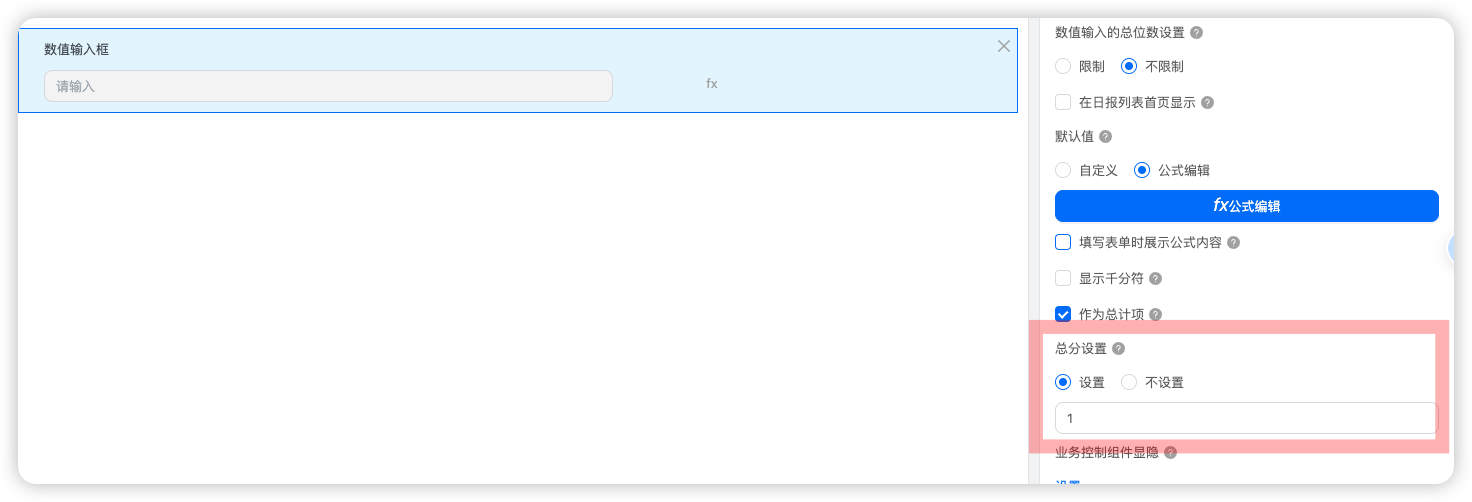 数值输入框
请输入
fx
数值输入的总位数设置
限制 不限制
在日报列表首页显示
默认值
自定义 公式编辑
fx公式编辑
填写表单时展示公式内容
显示千分符
作为总计项
总分设置
设置 不设置
1
业务控制组件显隐
设置